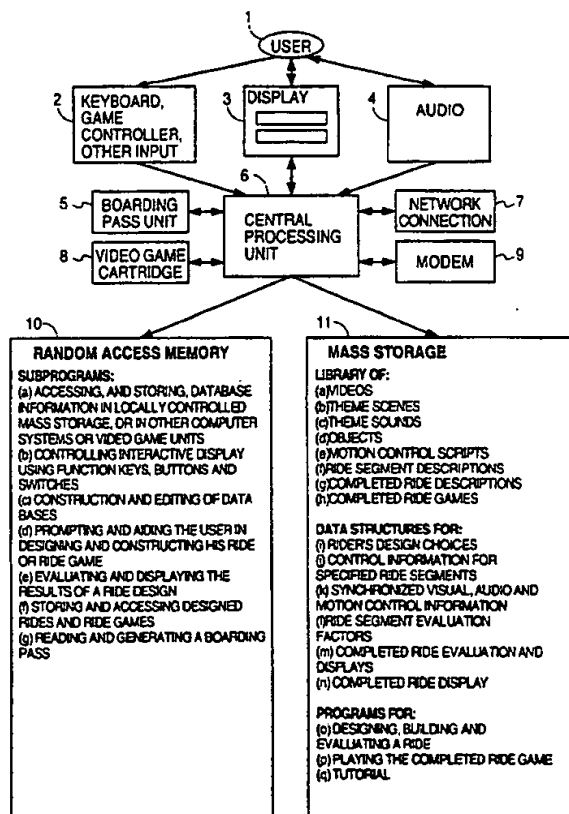 1
USER
2
KEYBOARD,
GAME
CONTROLLER,
OTHER INPUT
3
DISPLAY
4
AUDIO
5
BOARDING
PASS UNIT
6
CENTRAL
PROCESSING
UNIT
NETWORK
CONNECTION
7
8
VIDEO GAME
CARTRIDGE
MODEM
9
10
RANDOM ACCESS MEMORY
SUBPROGRAMS:
(a) ACCESSING, AND STORING, DATABASE
INFORMATION IN LOCALLY CONTROLLED
MASS STORAGE, OR IN OTHER COMPUTER
SYSTEMS OR VIDEO GAME UNITS
(b) CONTROLLING INTERACTIVE DISPLAY
USING FUNCTION KEYS, BUTTONS AND
SWITCHES
(c) CONSTRUCTION AND EDITING OF DATA
BASES
(d) PROMPTING AND AIDING THE USER IN
DESIGNING AND CONSTRUCTING HIS RIDE
OR RIDE GAME
(e) EVALUATING AND DISPLAYING THE
RESULTS OF A RIDE DESIGN
(f) STORING AND ACCESSING DESIGNED
RIDES AND RIDE GAMES
(g) READING AND GENERATING A BOARDING
PASS
11
MASS STORAGE
LIBRARY OF:
(a)VIDEOS
(b)THEME SCENES
(c)THEME SOUNDS
(d)OBJECTS
(e)MOTION CONTROL SCRIPTS
(f)RIDE SEGMENT DESCRIPTIONS
(g)COMPLETED RIDE DESCRIPTIONS
(h)COMPLETED RIDE GAMES
DATA STRUCTURES FOR:
(i) RIDER'S DESIGN CHOICES
(j) CONTROL INFORMATION FOR
SPECIFIED RIDE SEGMENTS
(k) SYNCHRONIZED VISUAL, AUDIO AND
MOTION CONTROL INFORMATION
(l)RIDE SEGMENT EVALUATION
FACTORS
(m) COMPLETED RIDE EVALUATION AND
DISPLAYS
(n) COMPLETED RIDE DISPLAY
PROGRAMS FOR:
(o) DESIGNING, BUILDING AND
EVALUATING A RIDE
(p) PLAYING THE COMPLETED RIDE GAME
(q) TUTORIAL